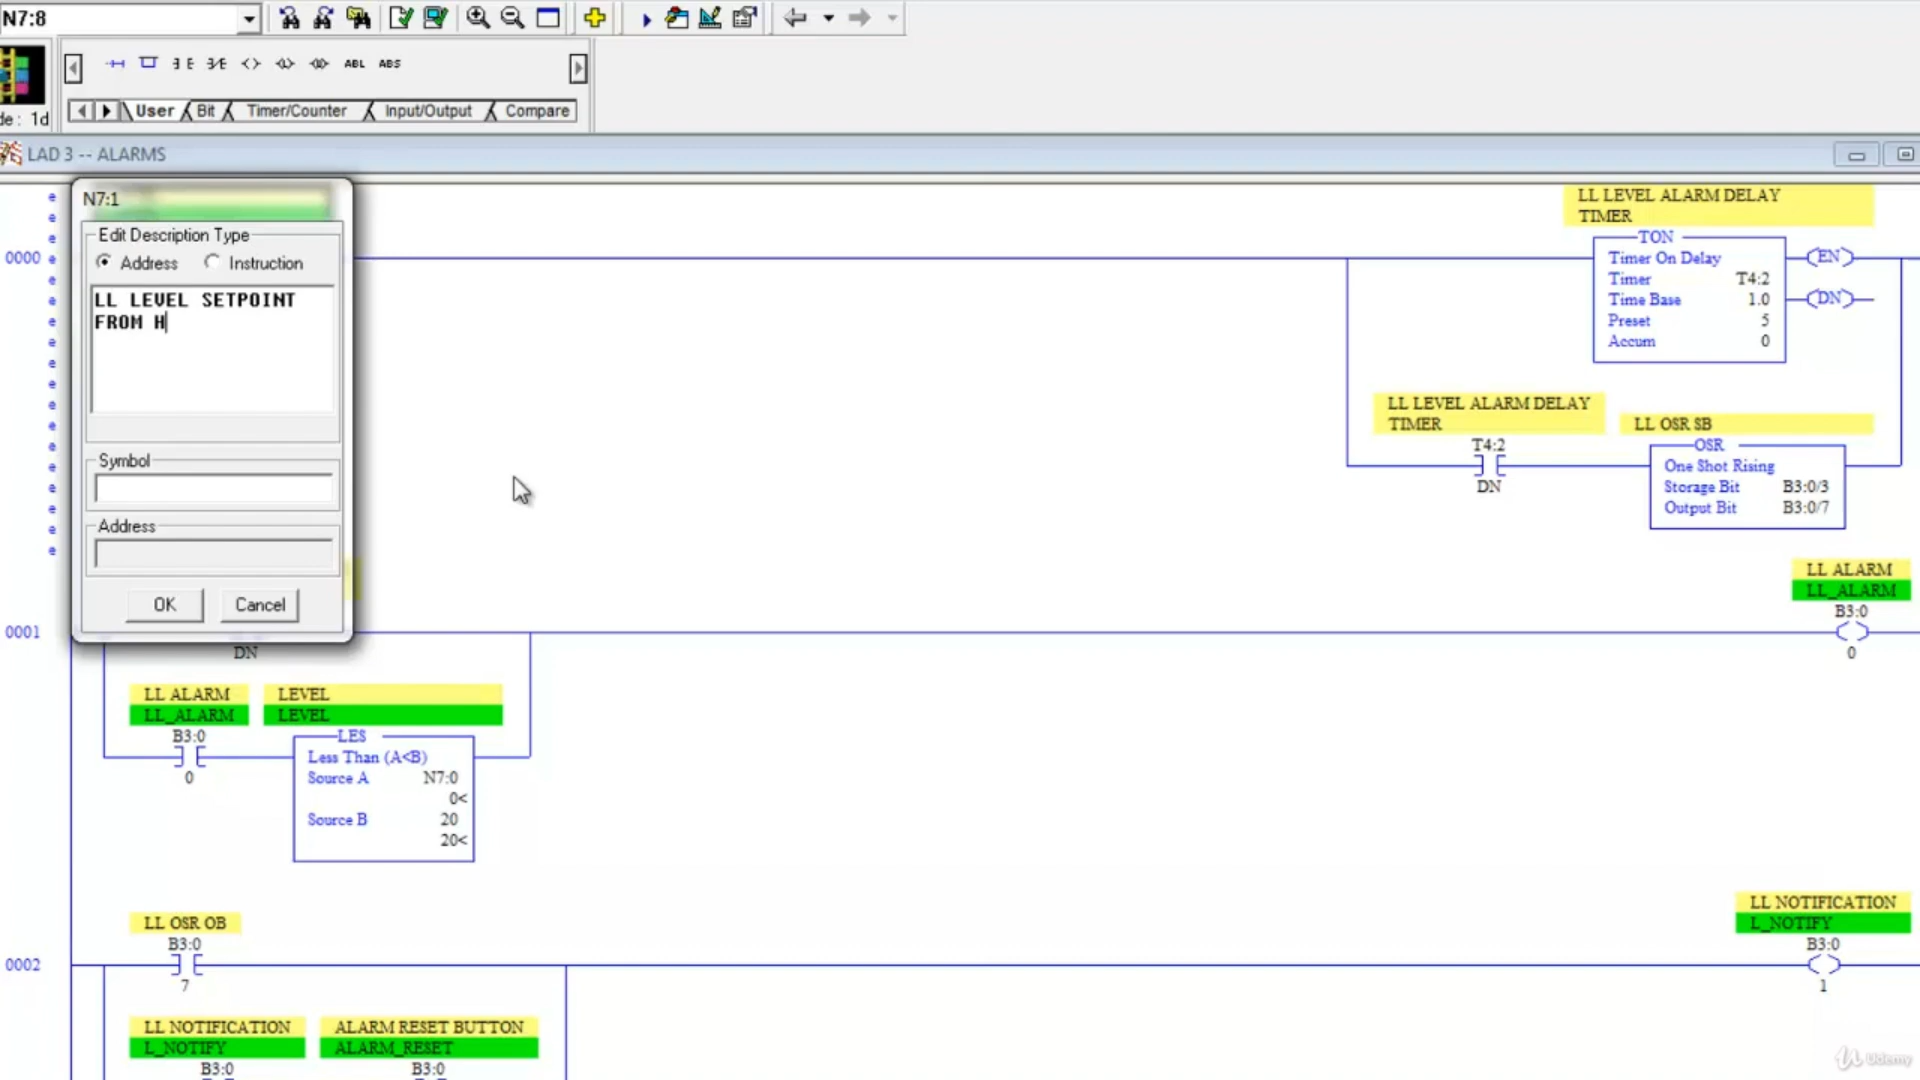 N7:8
ABL ABS
User Bit Timer/Counter Input/Output Compare
de: 1d
LAD 3 -- ALARMS
N7:1
Edit Description Type
Address Instruction
LL LEVEL SETPOINT
FROM H
Symbol
Address
OK Cancel
LL LEVEL ALARM DELAY
TIMER
TON
Timer On Delay
Timer T4:2
Time Base 1.0
Preset 5
Accum 0
EN
DN
LL LEVEL ALARM DELAY
TIMER
T4:2
DN
LL OSR SB
OSR
One Shot Rising
Storage Bit B3:0/3
Output Bit B3:0/7
e
e
e
0000 e
e
e
e
e
e
e
e
e
e
e
e
e
e
e
0001
DN
LL ALARM
LL_ALARM
B3:0
0
LL ALARM
LL_ALARM
B3:0
0
LEVEL
LEVEL
LES
Less Than (A<B)
Source A N7:0
0<
Source B 20
20<
0002
LL OSR OB
B3:0
7
LL NOTIFICATION
L_NOTIFY
B3:0
1
LL NOTIFICATION
L_NOTIFY
B3:0
ALARM RESET BUTTON
ALARM_RESET
B3:0
Udemy